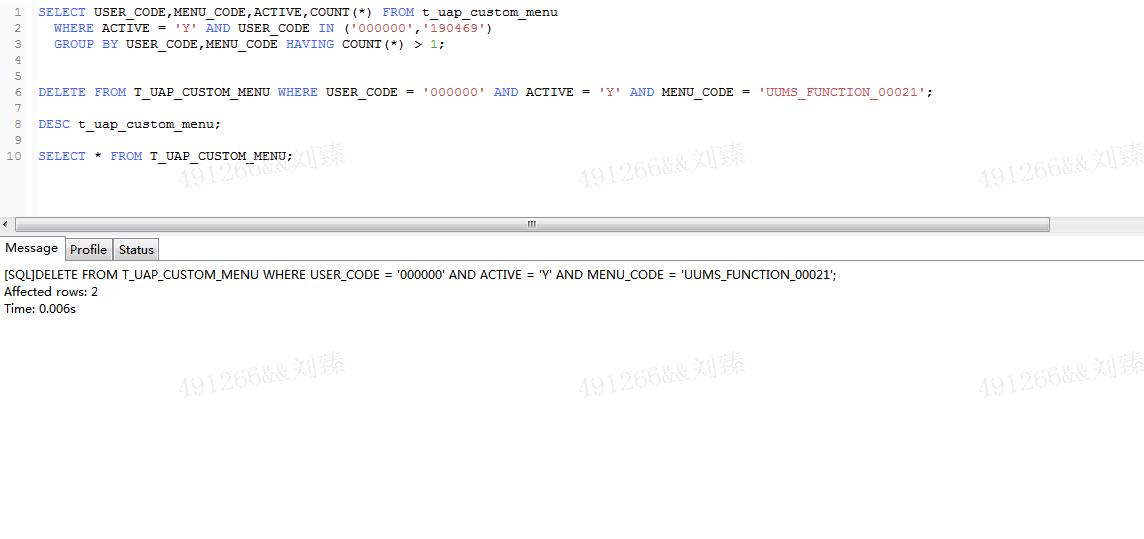 1 SELECT USER_CODE,MENU_CODE,ACTIVE,COUNT(*) FROM t_uap_custom_menu
2 WHERE ACTIVE = 'Y' AND USER_CODE IN ('000000','190469')
3 GROUP BY USER_CODE,MENU_CODE HAVING COUNT(*) > 1;
4
5
6 DELETE FROM T_UAP_CUSTOM_MENU WHERE USER_CODE = '000000' AND ACTIVE = 'Y' AND MENU_CODE = 'UUMS_FUNCTION_00021';
7
8 DESC t_uap_custom_menu;
9
10 SELECT * FROM T_UAP_CUSTOM_MENU;
491266&&刘臻 491266&&刘臻 491266&&刘臻
Message Profile Status
[SQL]DELETE FROM T_UAP_CUSTOM_MENU WHERE USER_CODE = '000000' AND ACTIVE = 'Y' AND MENU_CODE = 'UUMS_FUNCTION_00021';
Affected rows: 2
Time: 0.006s
491266&&刘臻 491266&&刘臻 491266&&刘臻